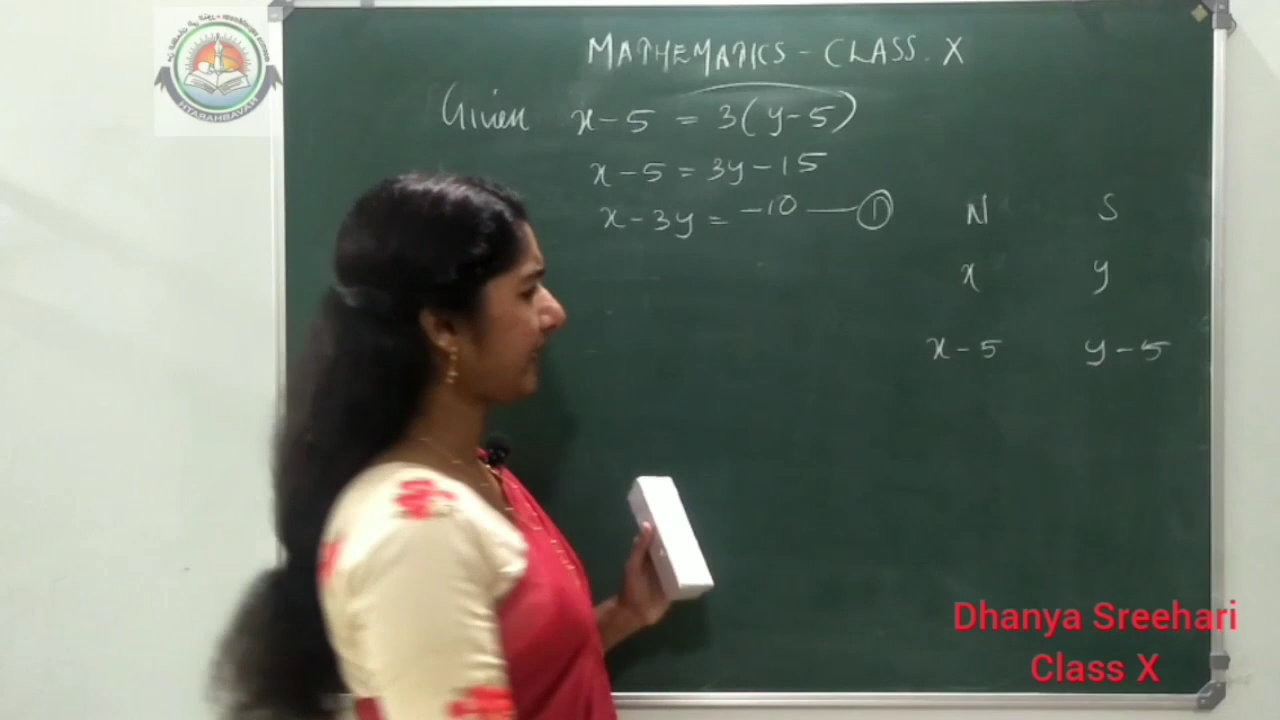 MATHEMATICS - CLASS. X
Given x-5 = 3(y-5)
x-5 = 3y-15
x-3y = -10 — ①
N S
x y
x-5 y-5
Dhanya Sreehari
Class X